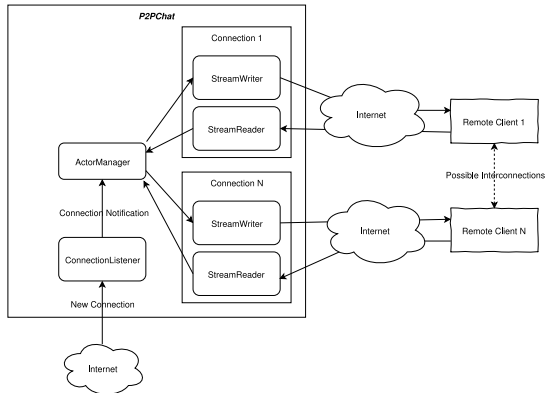 P2PChat
Connection 1
StreamWriter
StreamReader
Internet
Remote Client 1
ActorManager
Possible Interconnections
Connection N
Connection Notification
StreamWriter
Internet
Remote Client N
ConnectionListener
StreamReader
New Connection
Internet